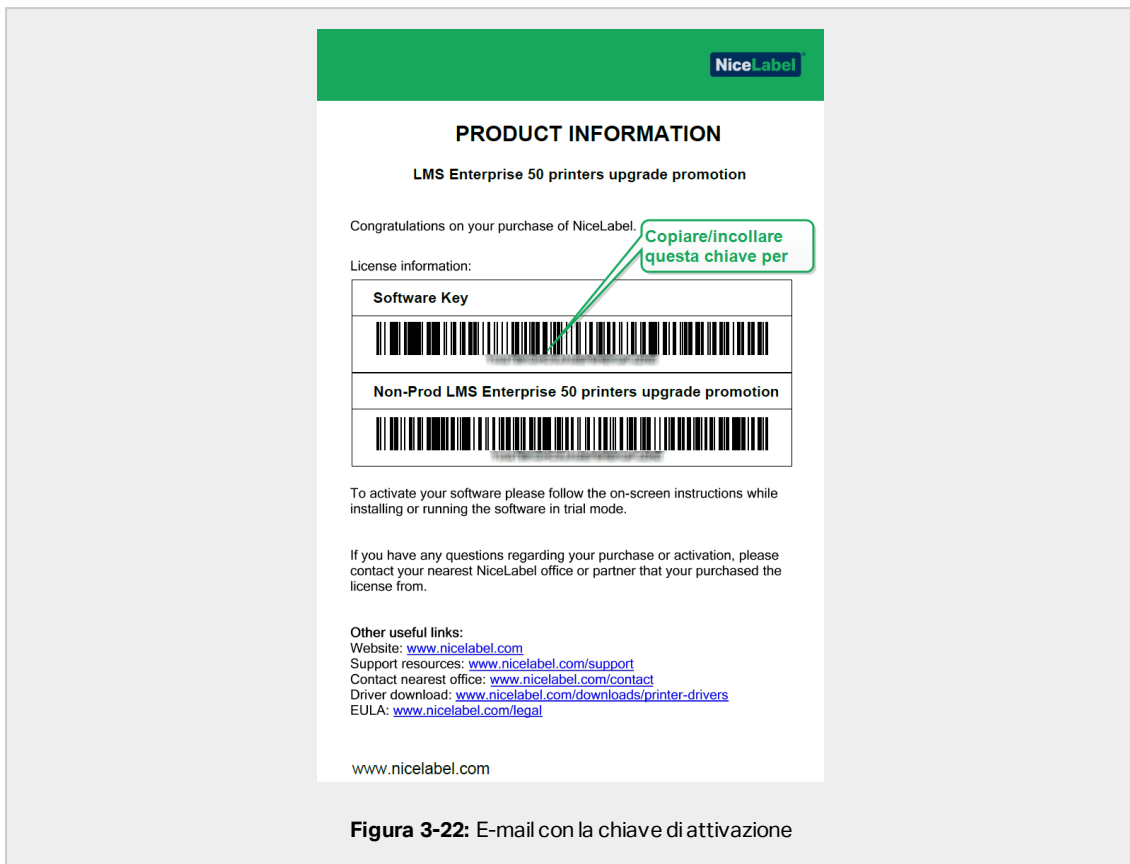 NiceLabel
PRODUCT INFORMATION
LMS Enterprise 50 printers upgrade promotion
Congratulations on your purchase of NiceLabel.
Copiare/incollare
questa chiave per
License information:
Software Key
Non-Prod LMS Enterprise 50 printers upgrade promotion
To activate your software please follow the on-screen instructions while
installing or running the software in trial mode.
If you have any questions regarding your purchase or activation, please
contact your nearest NiceLabel office or partner that your purchased the
license from.
Other useful links:
Website: www.nicelabel.com
Support resources: www.nicelabel.com/support
Contact nearest office: www.nicelabel.com/contact
Driver download: www.nicelabel.com/downloads/printer-drivers
EULA: www.nicelabel.com/legal
www.nicelabel.com
Figura 3-22: E-mail con la chiave di attivazione